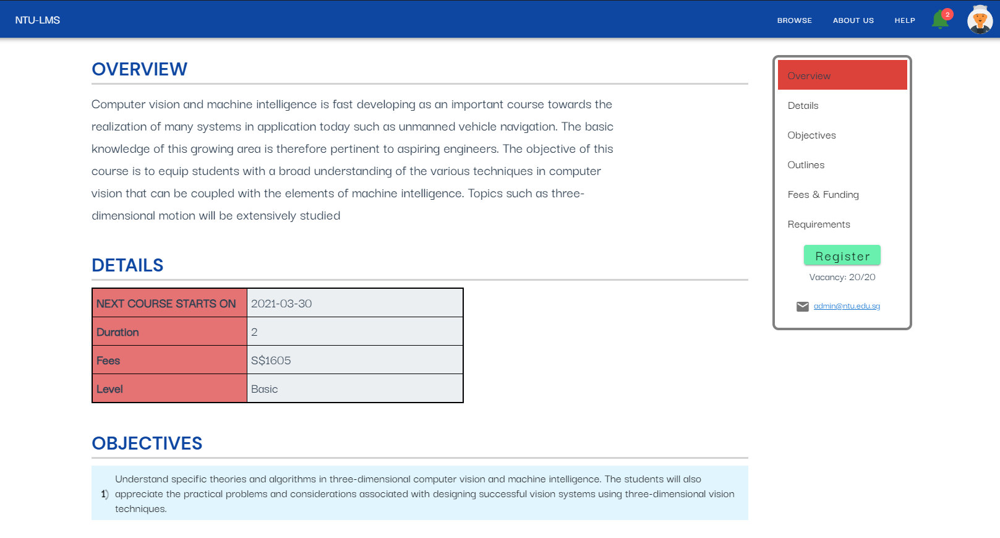 NTU-LMS
BROWSE
ABOUT US
HELP
2
OVERVIEW
Computer vision and machine intelligence is fast developing as an important course towards the
realization of many systems in application today such as unmanned vehicle navigation. The basic
knowledge of this growing area is therefore pertinent to aspiring engineers. The objective of this
course is to equip students with a broad understanding of the various techniques in computer
vision that can be coupled with the elements of machine intelligence. Topics such as three-
dimensional motion will be extensively studied
DETAILS
NEXT COURSE STARTS ON 2021-03-30
Duration 2
Fees S$1605
Level Basic
OBJECTIVES
1) Understand specific theories and algorithms in three-dimensional computer vision and machine intelligence. The students will also
appreciate the practical problems and considerations associated with designing successful vision systems using three-dimensional vision
techniques.
Overview
Details
Objectives
Outlines
Fees & Funding
Requirements
Register
Vacancy: 20/20
admin@ntu.edu.sg